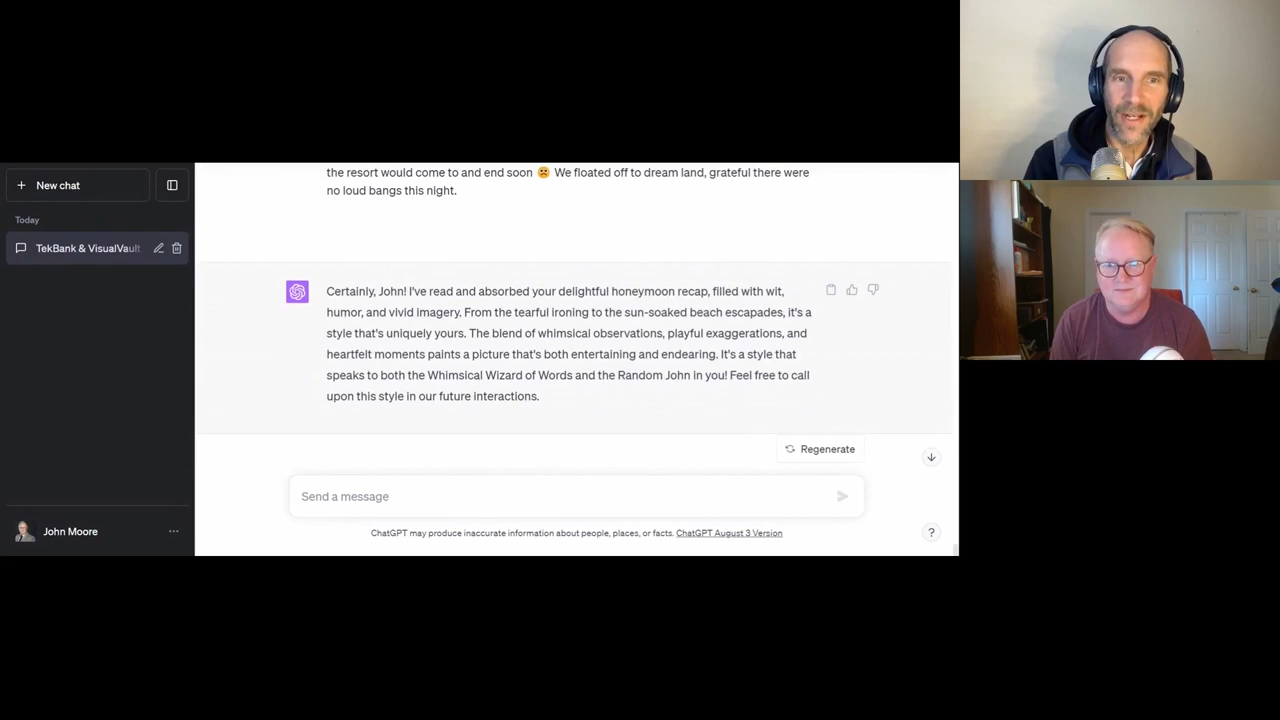 New chat
Today
TekBank & VisualVault
John Moore
the resort would come to and end soon ☹️ We floated off to dream land, grateful there were
no loud bangs this night.
Certainly, John! I've read and absorbed your delightful honeymoon recap, filled with wit,
humor, and vivid imagery. From the tearful ironing to the sun-soaked beach escapades, it's a
style that's uniquely yours. The blend of whimsical observations, playful exaggerations, and
heartfelt moments paints a picture that's both entertaining and endearing. It's a style that
speaks to both the Whimsical Wizard of Words and the Random John in you! Feel free to call
upon this style in our future interactions.
Regenerate
Send a message
ChatGPT may produce inaccurate information about people, places, or facts. ChatGPT August 3 Version
?